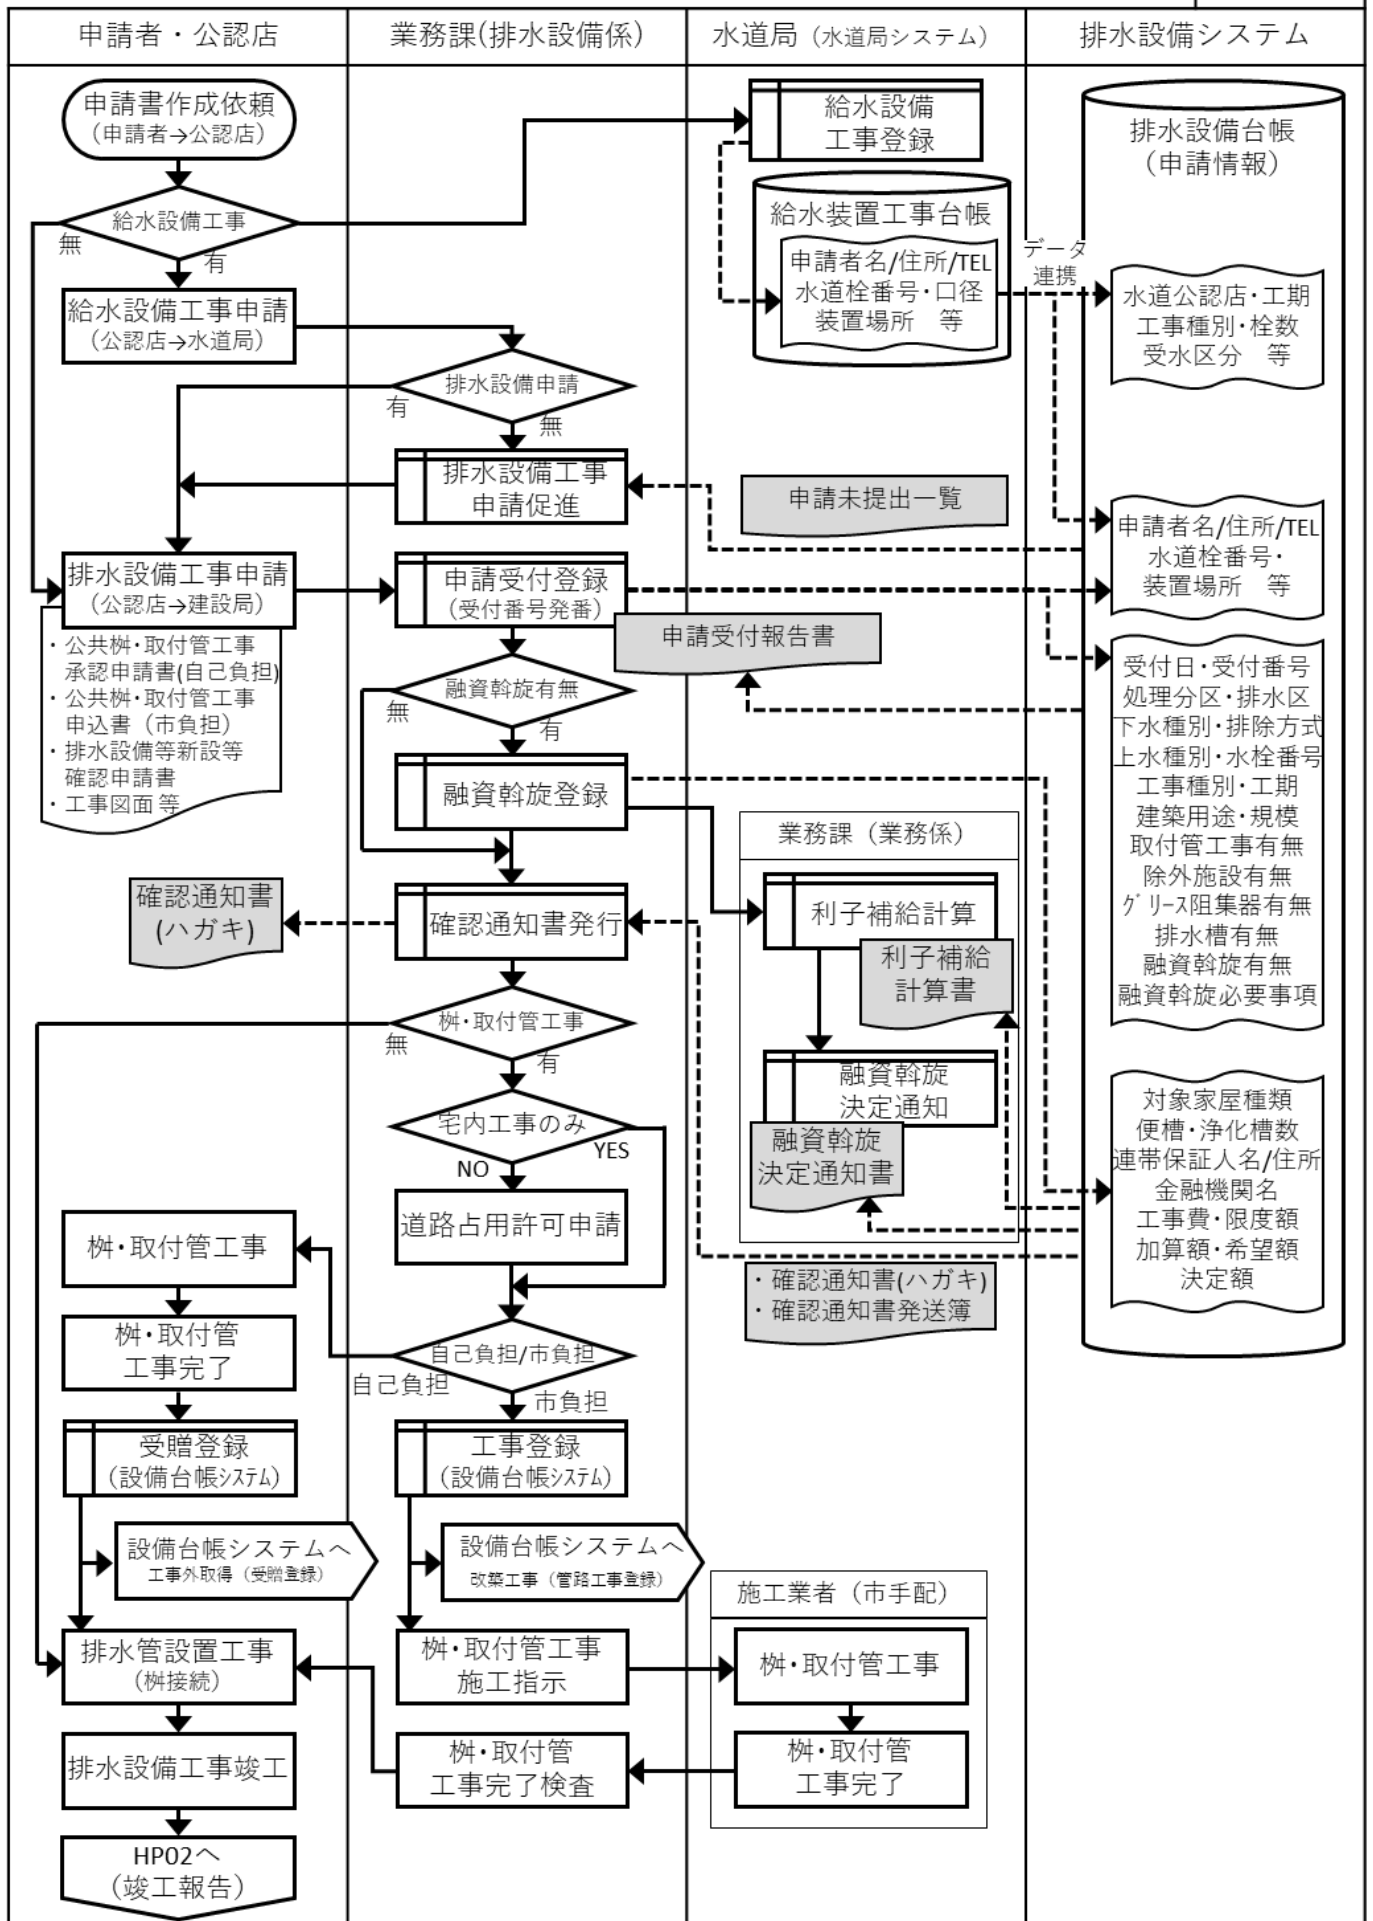 申請者・公認店
業務課(排水設備係)
水道局（水道局システム）
排水設備システム
申請書作成依頼
（申請者→公認店）
給水設備工事
無
有
給水設備工事申請
（公認店→水道局）
給水設備
工事登録
給水装置工事台帳
申請者名/住所/TEL
水道栓番号・口径
装置場所　等
データ
連携
排水設備台帳
（申請情報）
水道公認店・工期
工事種別・栓数
受水区分　等
排水設備申請
有
無
排水設備工事
申請促進
申請未提出一覧
申請者名/住所/TEL
水道栓番号・
装置場所　等
排水設備工事申請
（公認店→建設局）
・公共桝・取付管工事
承認申請書(自己負担)
・公共桝・取付管工事
申込書（市負担）
・排水設備等新設等
確認申請書
・工事図面 等
申請受付登録
（受付番号発番）
申請受付報告書
融資斡旋有無
無
有
融資斡旋登録
受付日・受付番号
処理分区・排水区
下水種別・排除方式
上水種別・水栓番号
工事種別・工期
建築用途・規模
取付管工事有無
除外施設有無
ｸﾞﾘｰｽ阻集器有無
排水槽有無
融資斡旋有無
融資斡旋必要事項
業務課（業務係）
利子補給計算
利子補給
計算書
融資斡旋
決定通知
融資斡旋
決定通知書
確認通知書
(ハガキ)
確認通知書発行
桝・取付管工事
無
有
宅内工事のみ
YES
NO
道路占用許可申請
対象家屋種類
便槽・浄化槽数
連帯保証人名/住所
金融機関名
工事費・限度額
加算額・希望額
決定額
・確認通知書(ハガキ)
・確認通知書発送簿
桝・取付管工事
桝・取付管
工事完了
自己負担/市負担
自己負担
市負担
受贈登録
（設備台帳ｼｽﾃﾑ）
工事登録
（設備台帳ｼｽﾃﾑ）
設備台帳システムへ
工事外取得（受贈登録）
設備台帳システムへ
改築工事（管路工事登録）
施工業者（市手配）
排水管設置工事
（桝接続）
桝・取付管工事
施工指示
桝・取付管工事
排水設備工事竣工
桝・取付管
工事完了検査
桝・取付管
工事完了
HP02へ
（竣工報告）